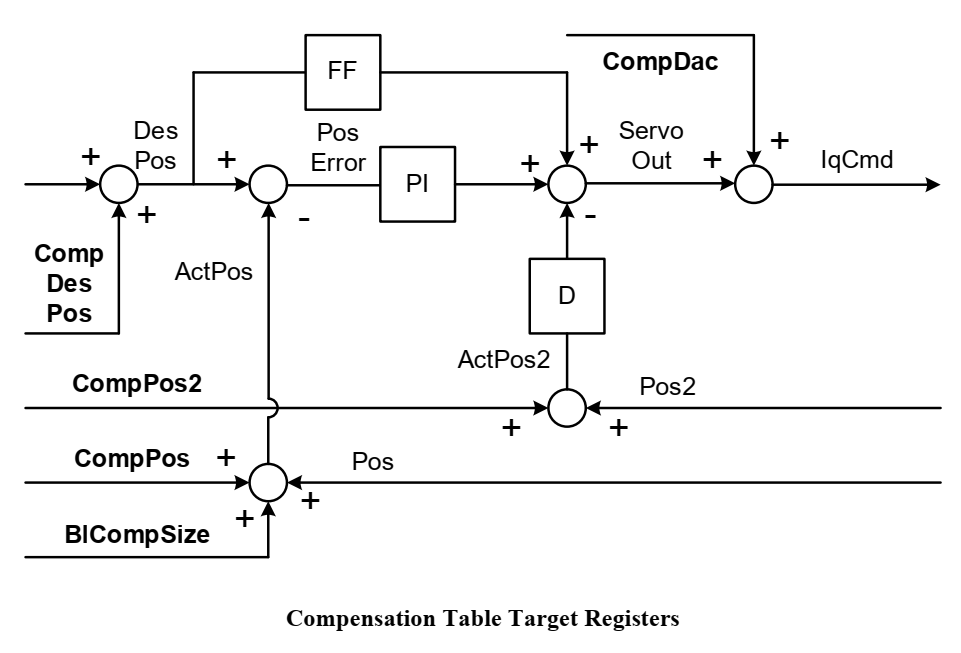 FF
CompDac
Des
Pos
Pos
Error
Servo
Out
+
+
+
+
+
+
IqCmd
PI
+
-
-
Comp
Des
Pos
ActPos
D
ActPos2
CompPos2
Pos2
+
+
CompPos
+
Pos
+
+
BlCompSize
Compensation Table Target Registers